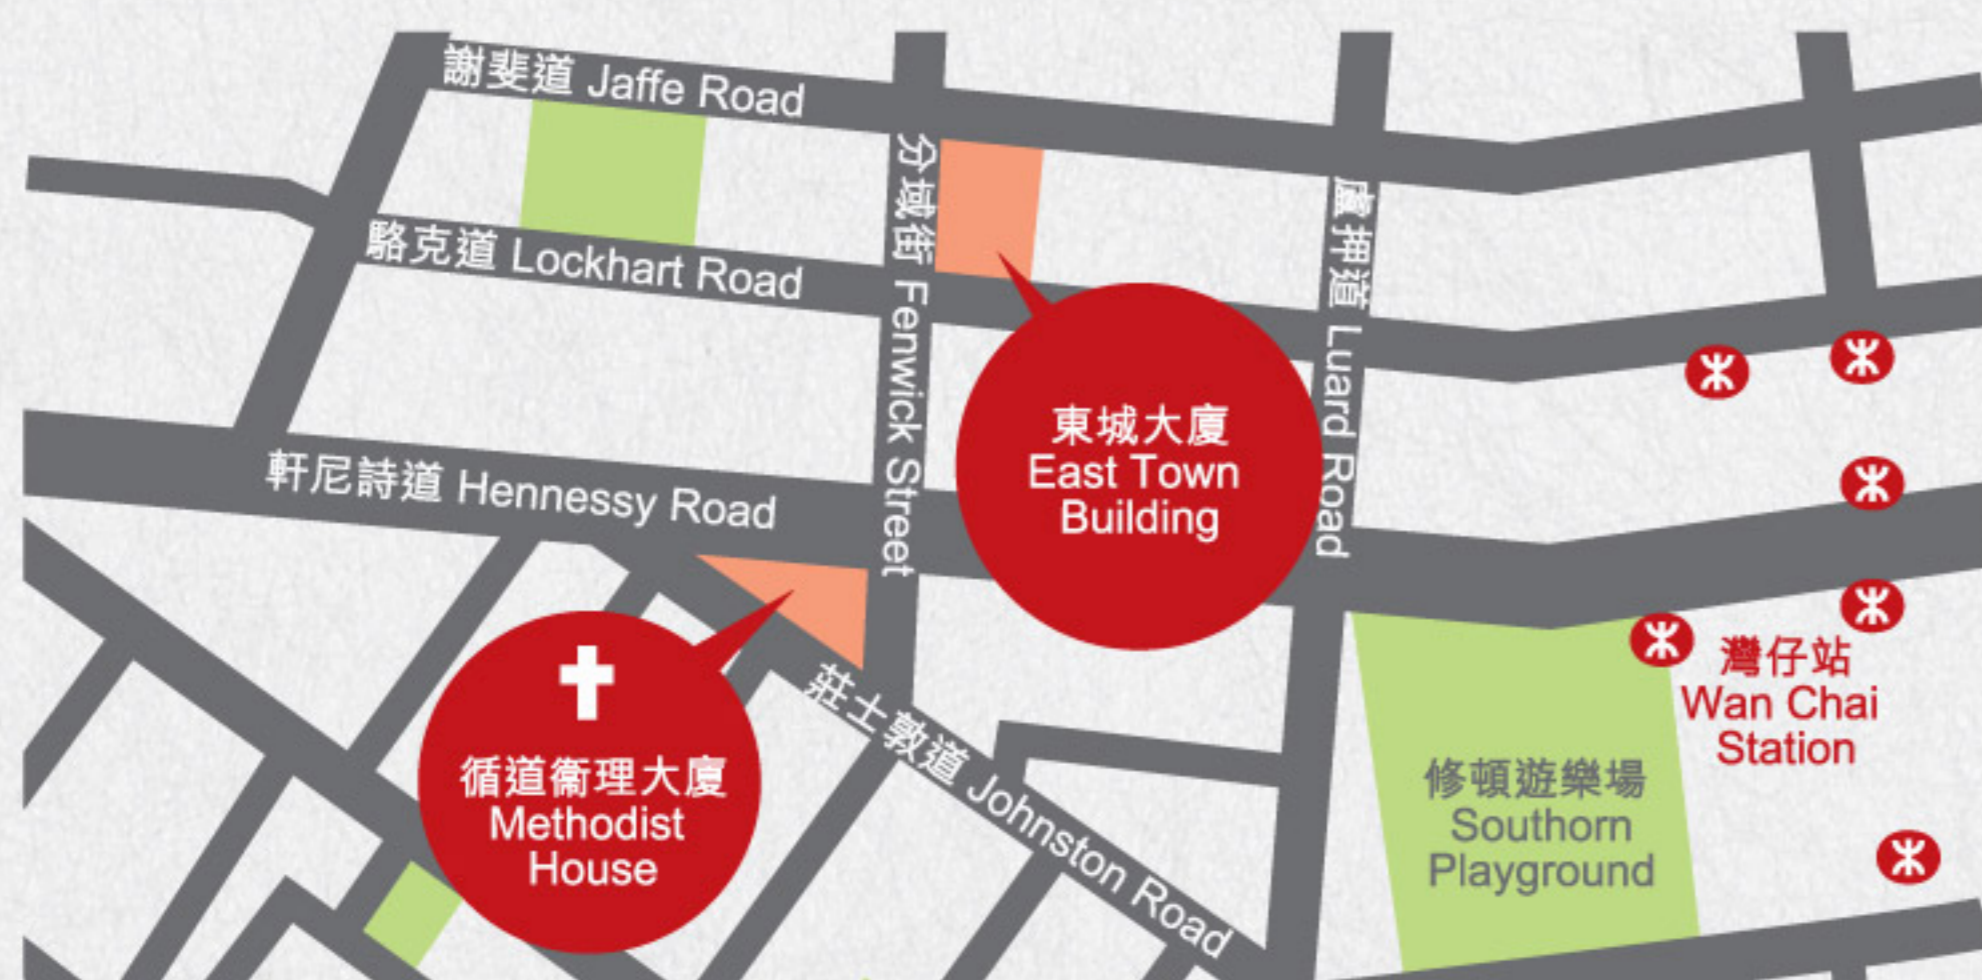 謝斐道 Jaffe Road
分域街 Fenwick Street
盧押道 Luard Road
駱克道 Lockhart Road
東城大廈
East Town
Building
軒尼詩道 Hennessy Road
循道衞理大廈
Methodist
House
莊士敦道 Johnston Road
灣仔站
Wan Chai
Station
修頓遊樂場
Southorn
Playground